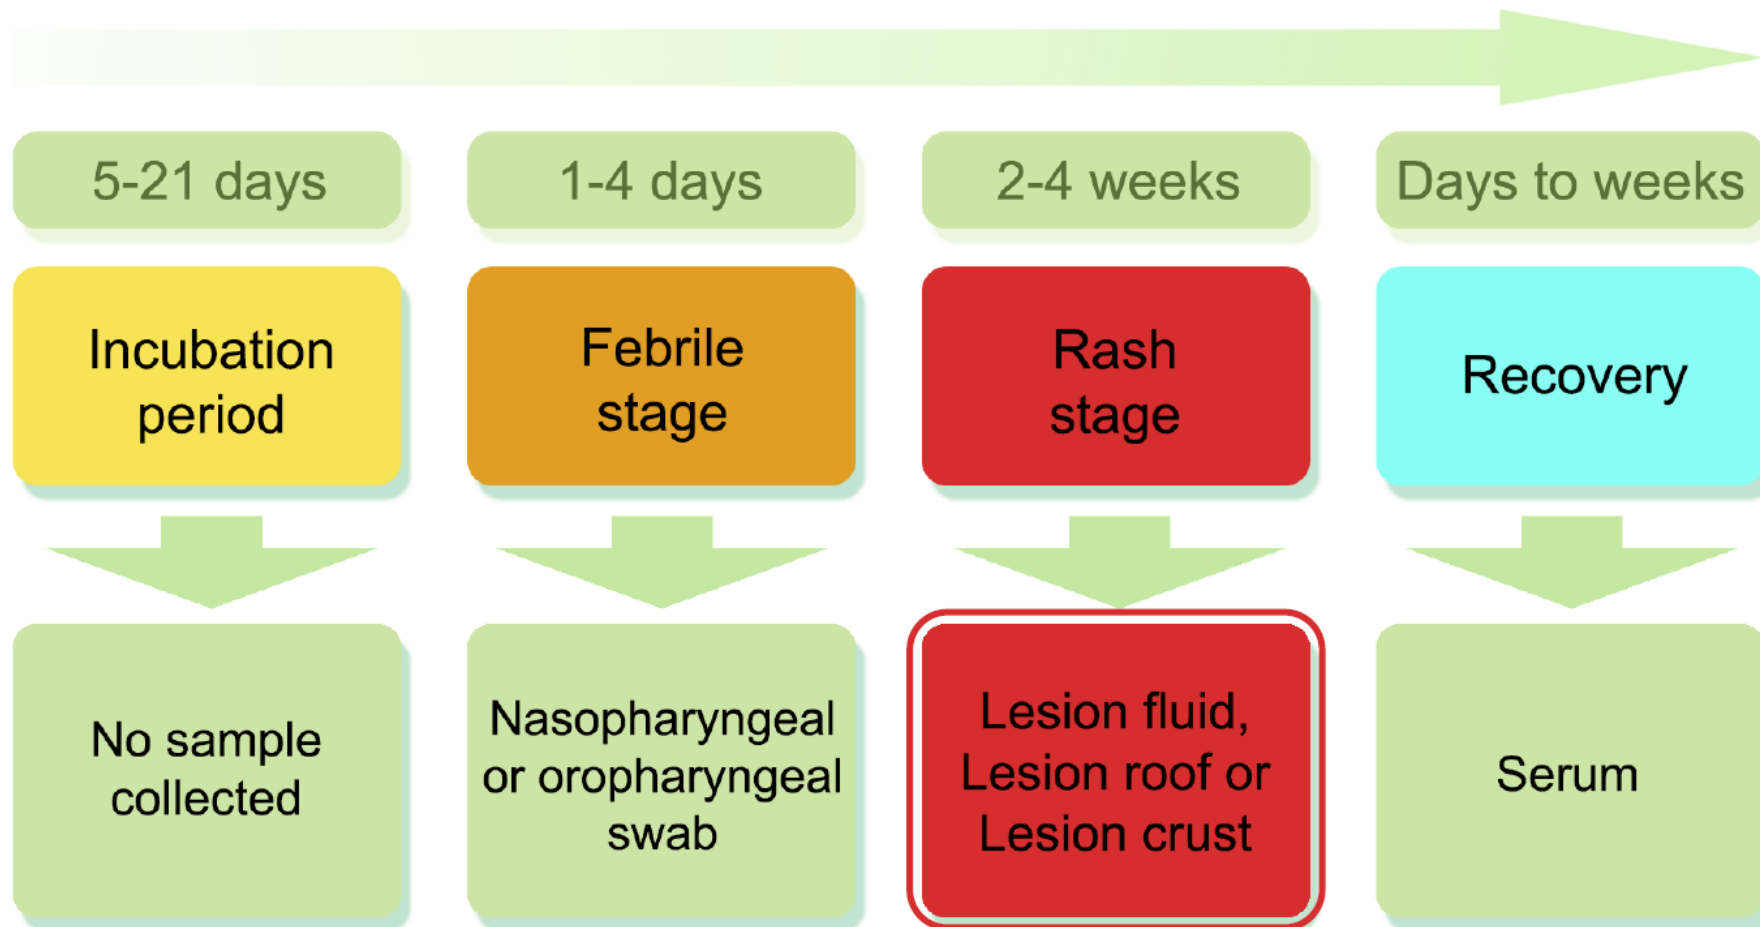 5-21 days
1-4 days
2-4 weeks
Days to weeks
Incubation
period
Febrile
stage
Rash
stage
Recovery
No sample
collected
Nasopharyngeal
or oropharyngeal
swab
Lesion fluid,
Lesion roof or
Lesion crust
Serum